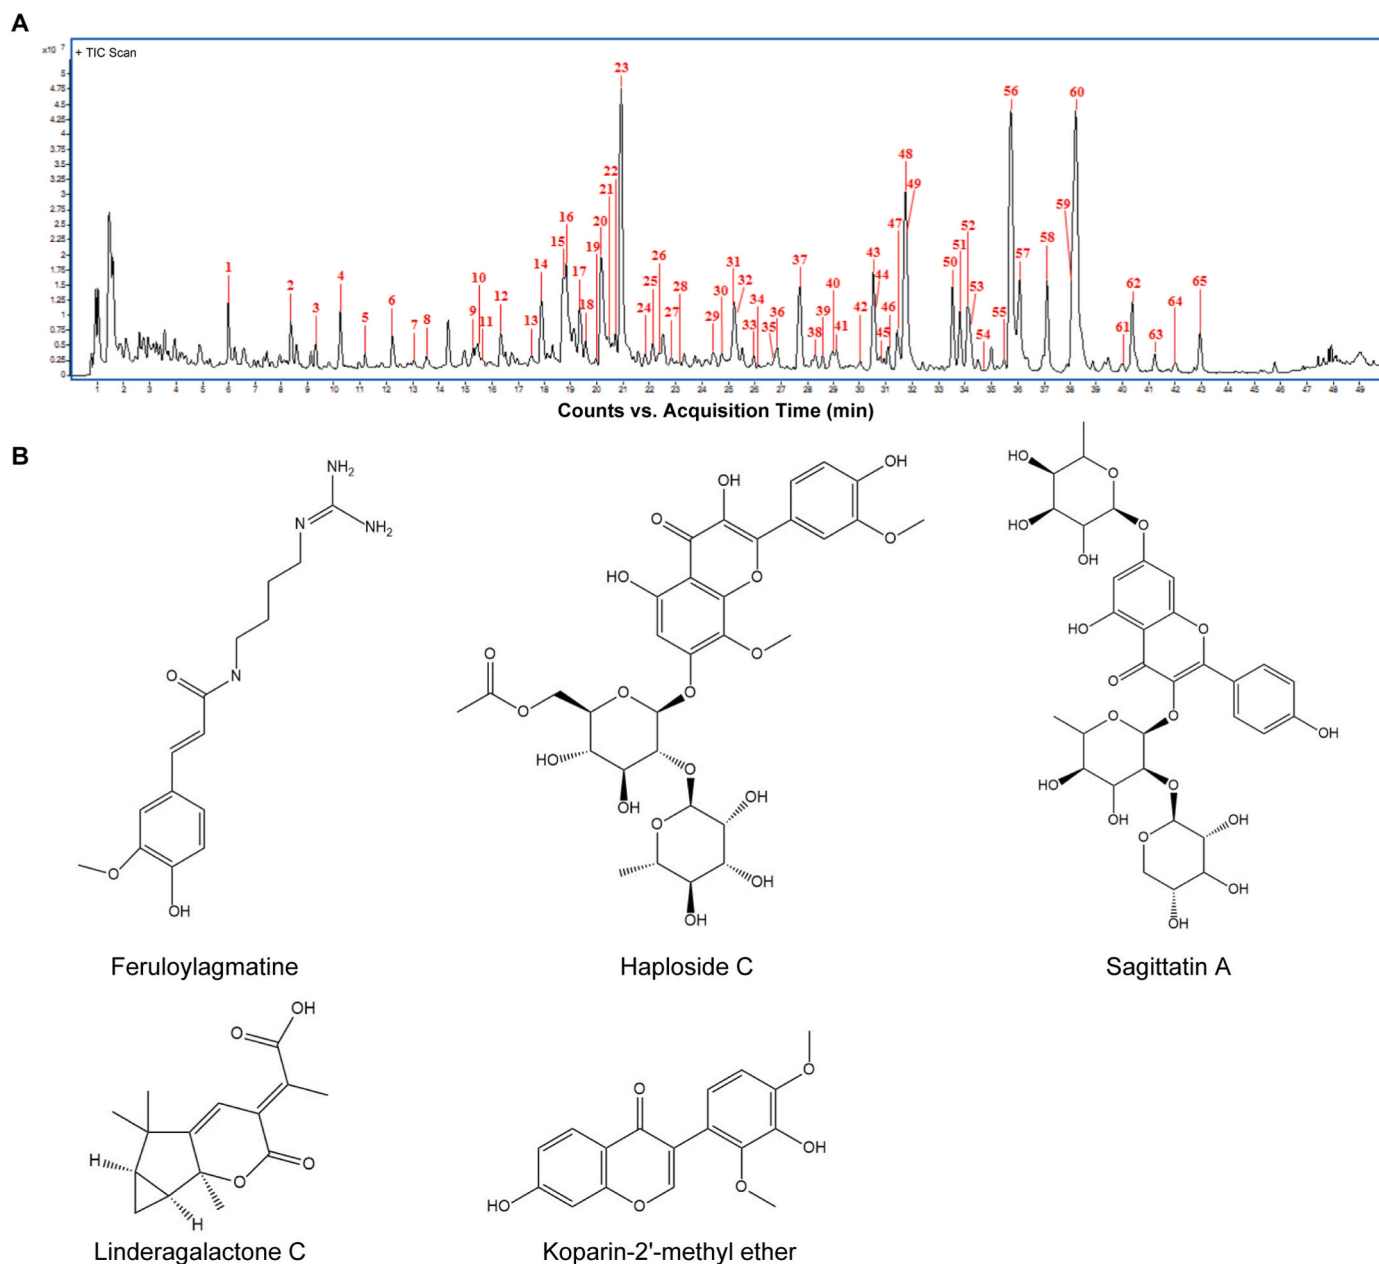 A
x10 7
+ TIC Scan
5
4.75
4.5
4.25
4
3.75
3.5
3.25
3
2.75
2.5
2.25
2
1.75
1.5
1.25
1
0.75
0.5
0.25
0
1 2 3 4 5 6 7 8 9 10 11 12 13 14 15 16 17 18 19 20 21 22 23 24 25 26 27 28 29 30 31 32 33 34 35 36 37 38 39 40 41 42 43 44 45 46 47 48 49 50 51 52 53 54 55 56 57 58 59 60 61 62 63 64 65
1 2 3 4 5 6 7 8 9 10 11 12 13 14 15 16 17 18 19 20 21 22 23 24 25 26 27 28 29 30 31 32 33 34 35 36 37 38 39 40 41 42 43 44 45 46 47 48 49
Counts vs. Acquisition Time (min)
B
NH2
N
NH2
O
N
O
OH
Feruloylagmatine
OH
OH
O
O
HO
O
O
O
O
O
O
HO
O
OH
OH
O
OH
OH
Haploside C
HO
O
HO
O
OH
HO
O
O
O
OH
O
HO
O
OH
O
OH
OH
OH
Sagittatin A
OH
O
H
O
O
H
Linderagalactone C
O
O
OH
O
HO
O
Koparin-2'-methyl ether